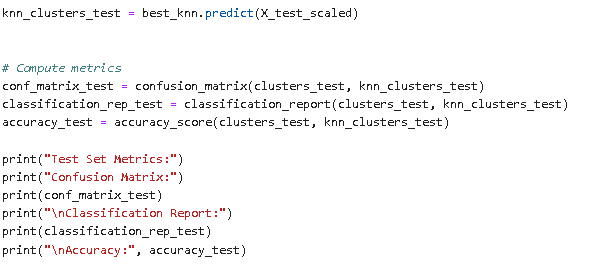 knn_clusters_test = best_knn.predict(X_test_scaled)
# Compute metrics
conf_matrix_test = confusion_matrix(clusters_test, knn_clusters_test)
classification_rep_test = classification_report(clusters_test, knn_clusters_test)
accuracy_test = accuracy_score(clusters_test, knn_clusters_test)
print("Test Set Metrics:")
print("Confusion Matrix:")
print(conf_matrix_test)
print("\nClassification Report:")
print(classification_rep_test)
print("\nAccuracy:", accuracy_test)